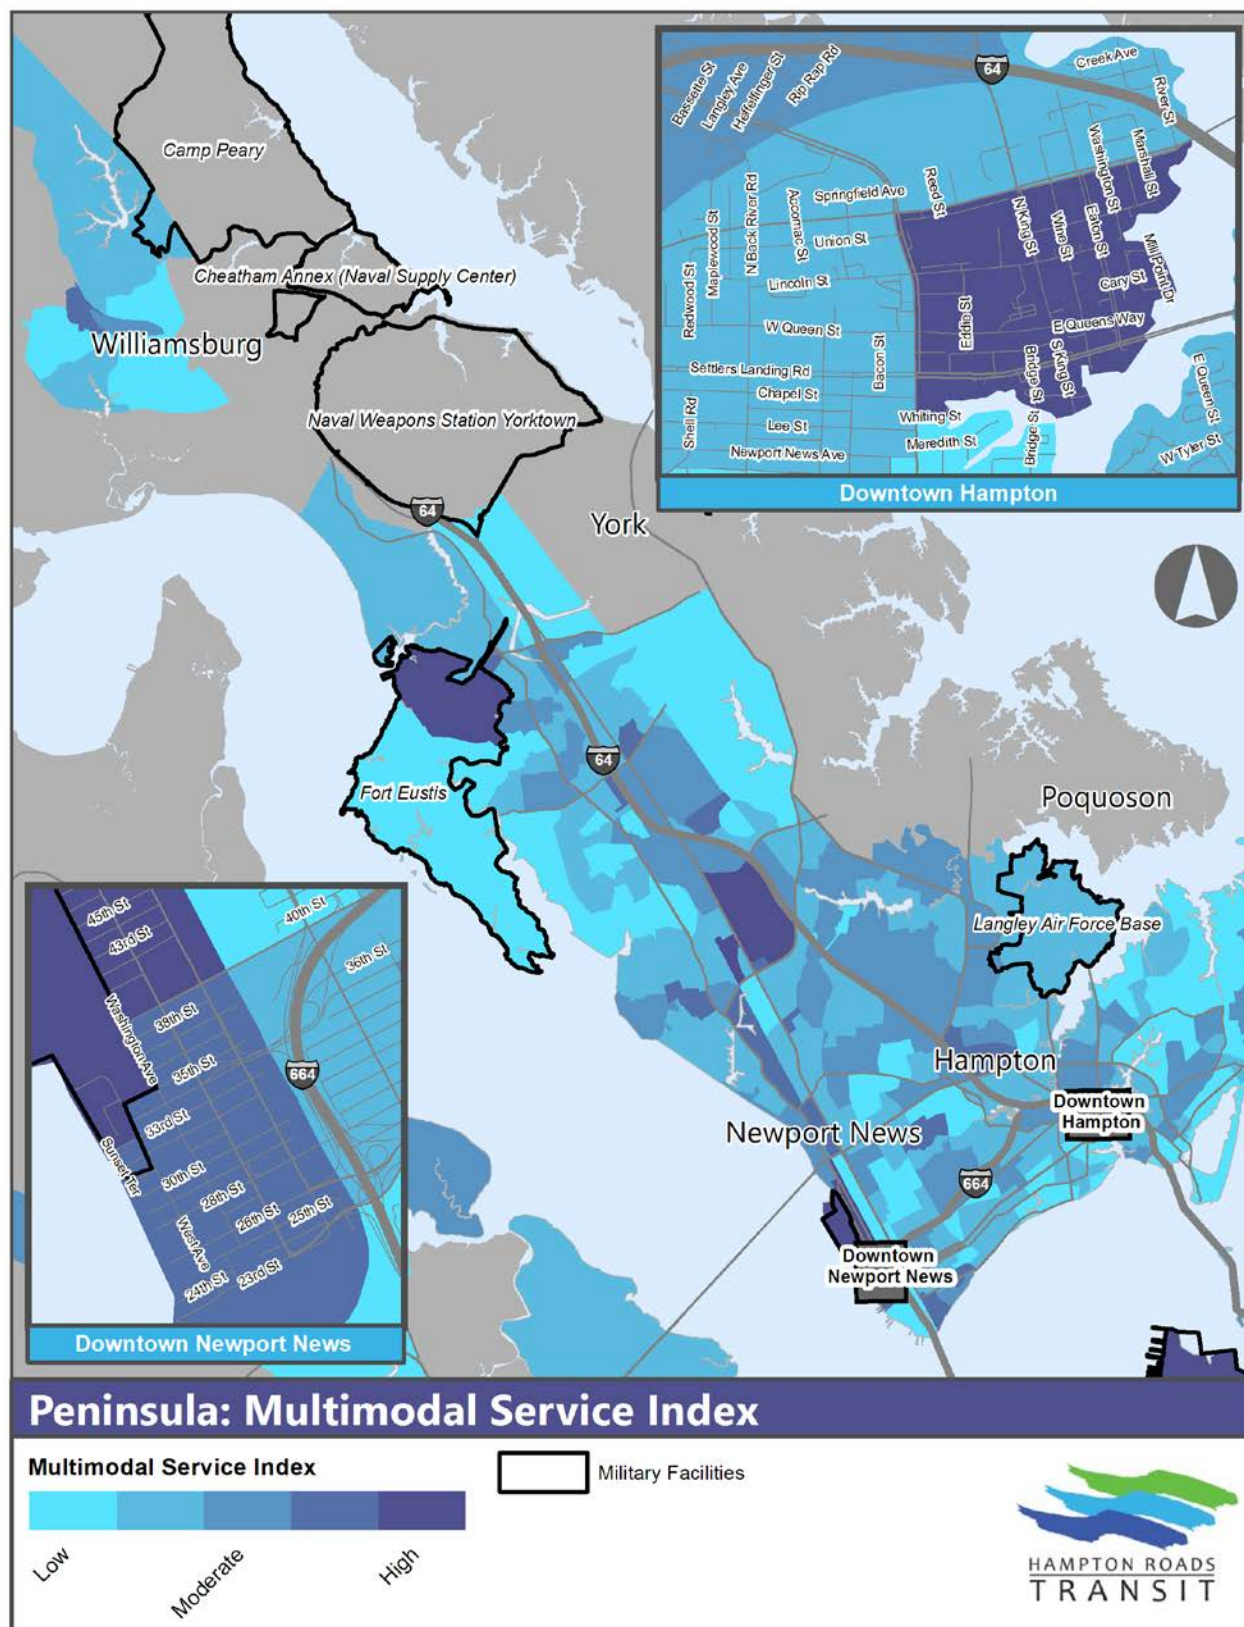 Camp Peary
Cheatham Annex (Naval Supply Center)
Williamsburg
Naval Weapons Station Yorktown
64
York
64
Fort Eustis
Poquoson
Langley Air Force Base
Hampton
Downtown
Hampton
Newport News
664
Downtown
Newport News
64
Creek Ave
River St
Bassette St
Langley Ave
Heffelfinger St
Rip Rap Rd
Washington St
Marshall St
Springfield Ave
Reed St
Maplewood St
N Back River Rd
Accomac St
Union St
N King St
Wine St
Eaton St
Mill Point Dr
Redwood St
Lincoln St
Cary St
W Queen St
Eddie St
E Queens Way
Settlers Landing Rd
Bacon St
Bridge St
S King St
E Queen St
Chapel St
Shell Rd
Lee St
Whiting St
Meredith St
Bridge St
W Tyler St
Newport News Ave
Downtown Hampton
45th St
40th St
43rd St
36th St
Washington Ave
38th St
35th St
664
33rd St
Sunset Ter
30th St
28th St
26th St
25th St
West Ave
24th St
23rd St
Downtown Newport News
Peninsula: Multimodal Service Index
Multimodal Service Index
Military Facilities
Low
Moderate
High
HAMPTON ROADS
TRANSIT